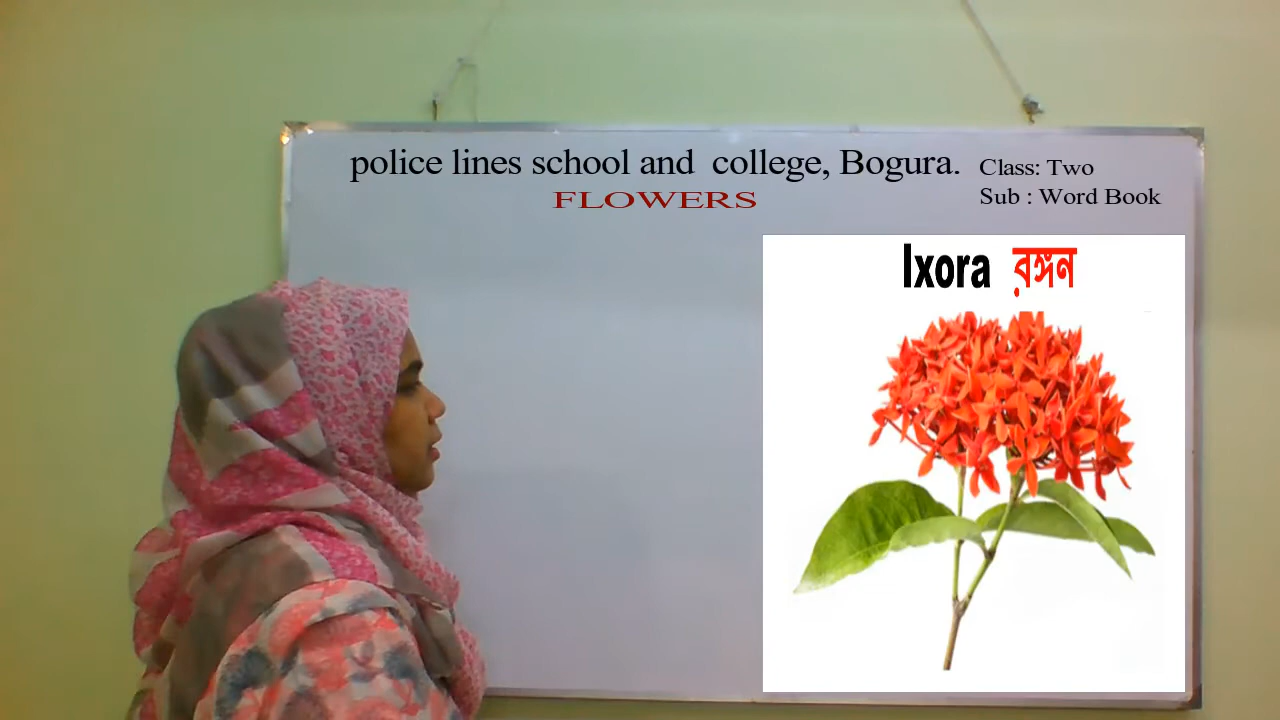 police lines school and college, Bogura.
FLOWERS
Class: Two
Sub : Word Book
Ixora রঙ্গন